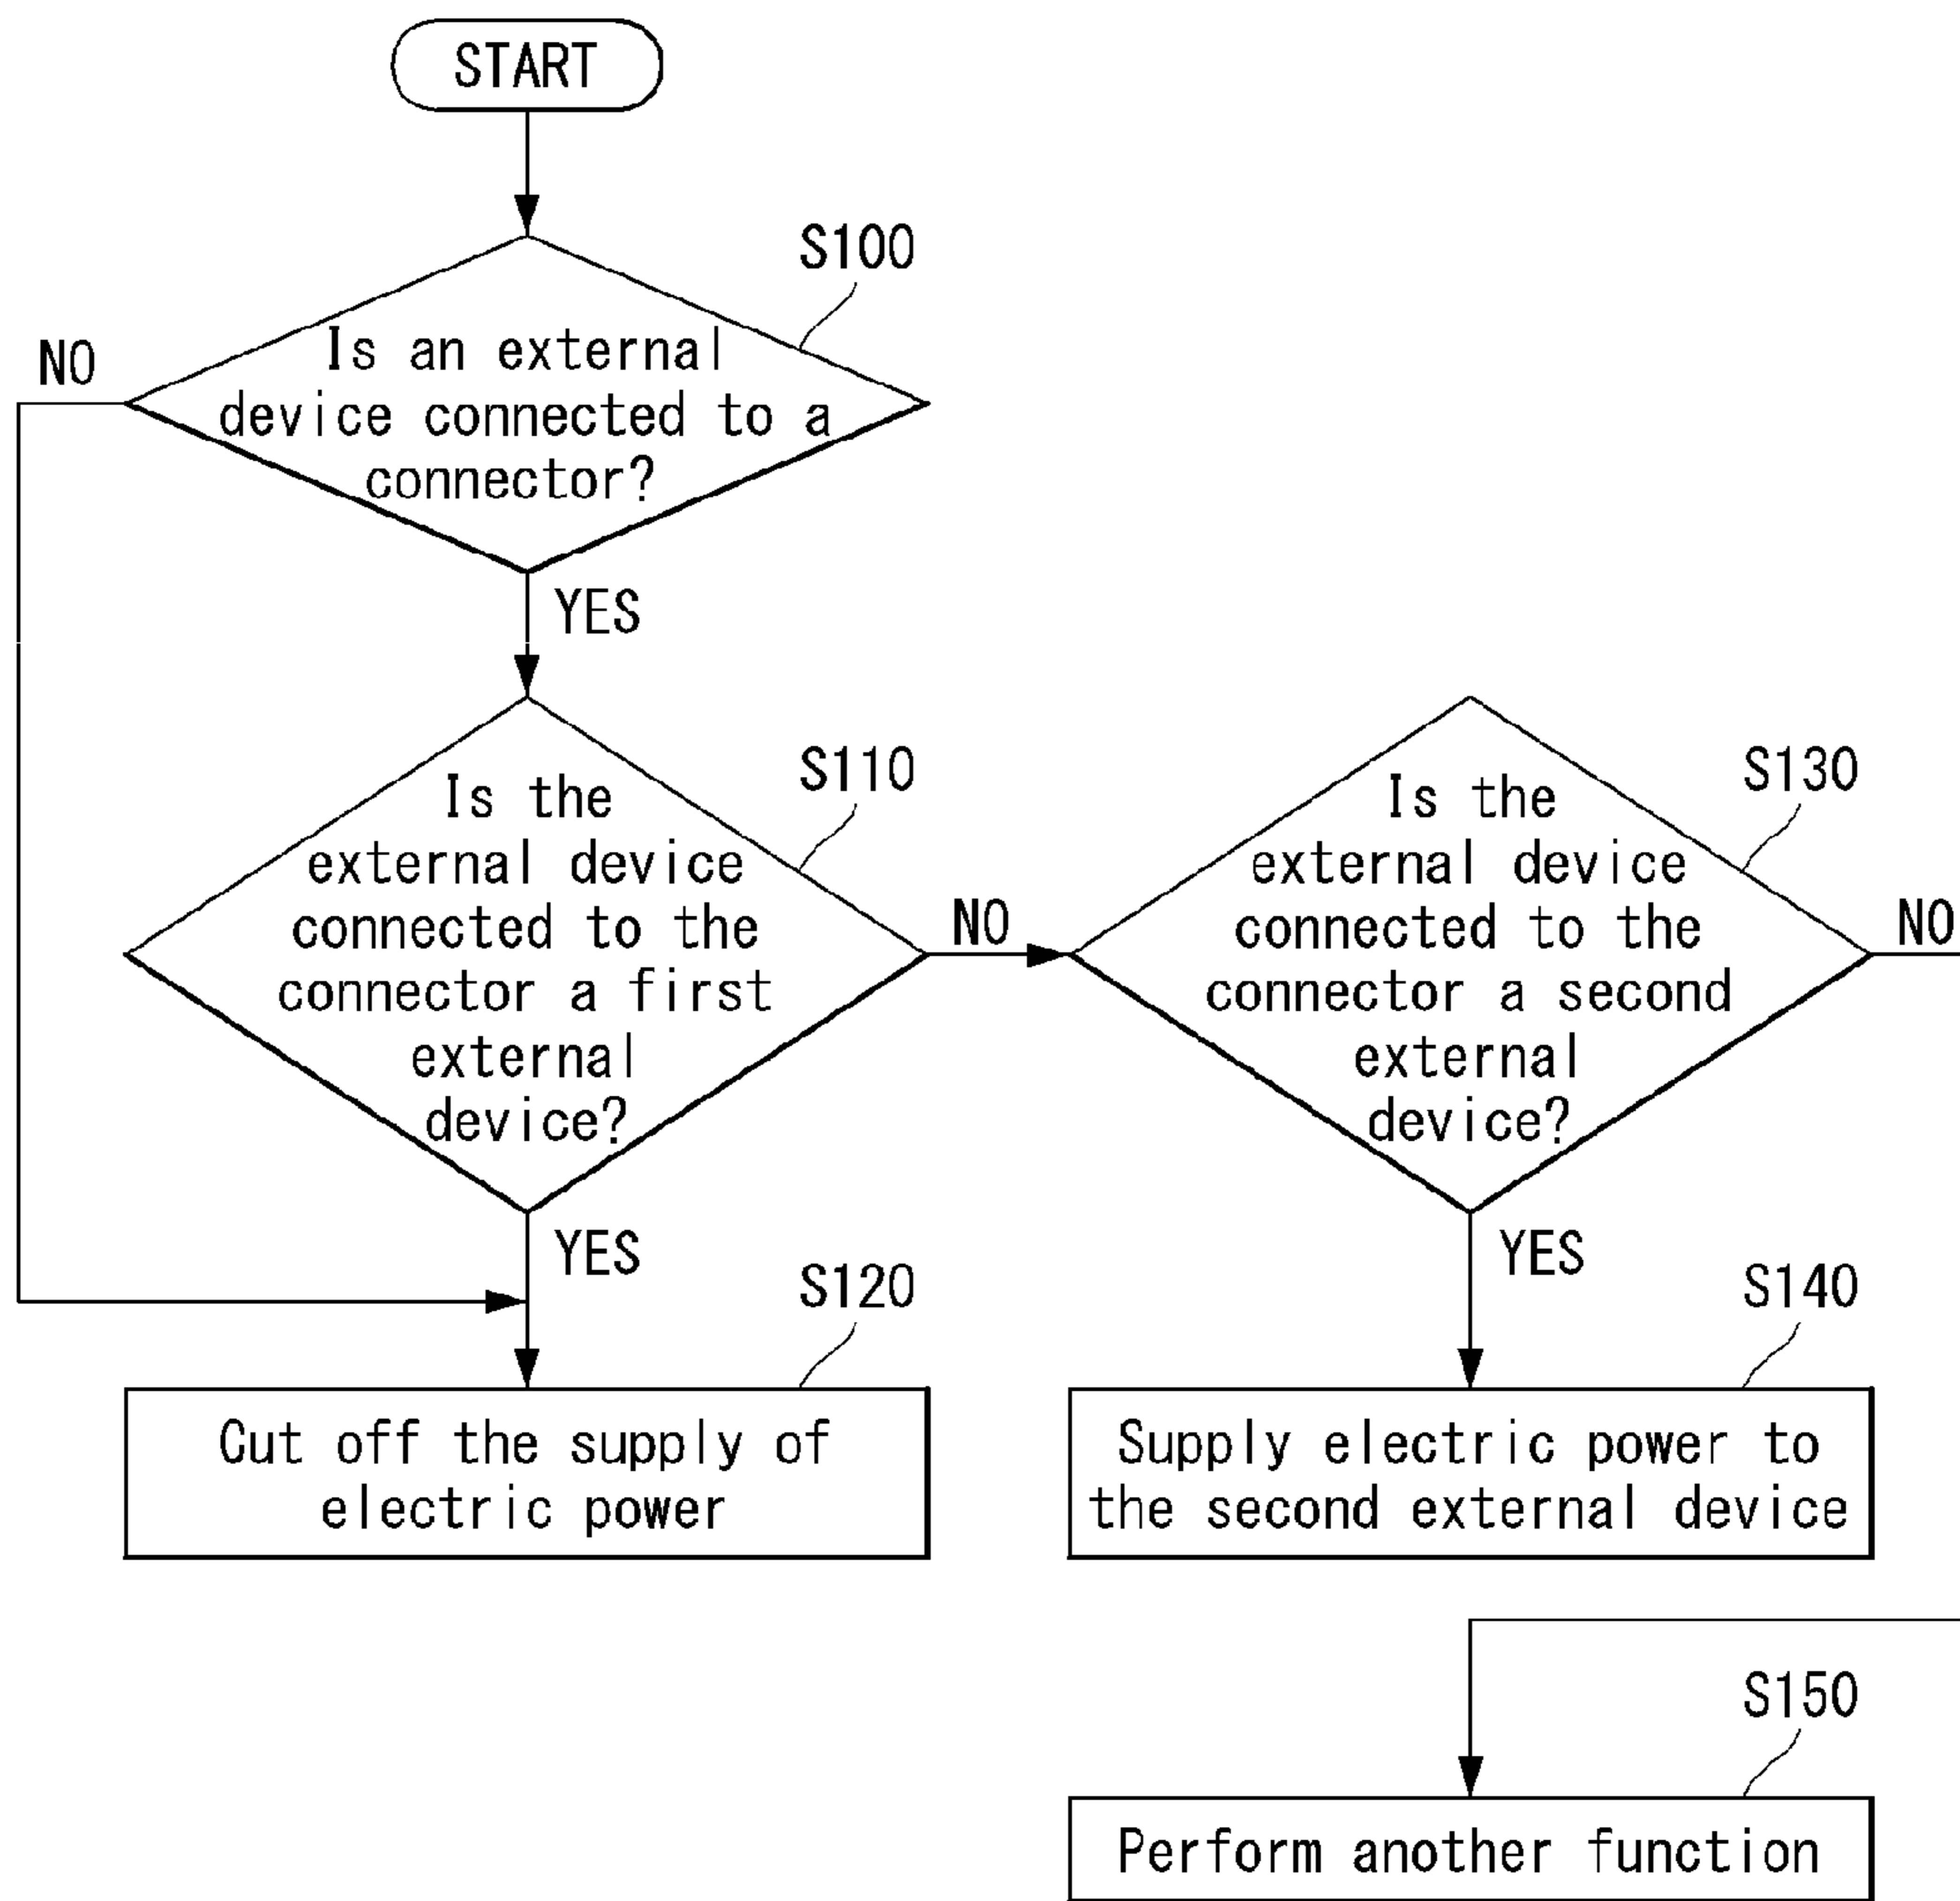 START
S100
NO
Is an external
device connected to a
connector?
YES
S110
Is the
external device
connected to the
connector a first
external
device?
NO
YES
S130
Is the
external device
connected to the
connector a second
external
device?
NO
YES
S120
Cut off the supply of
electric power
S140
Supply electric power to
the second external device
S150
Perform another function